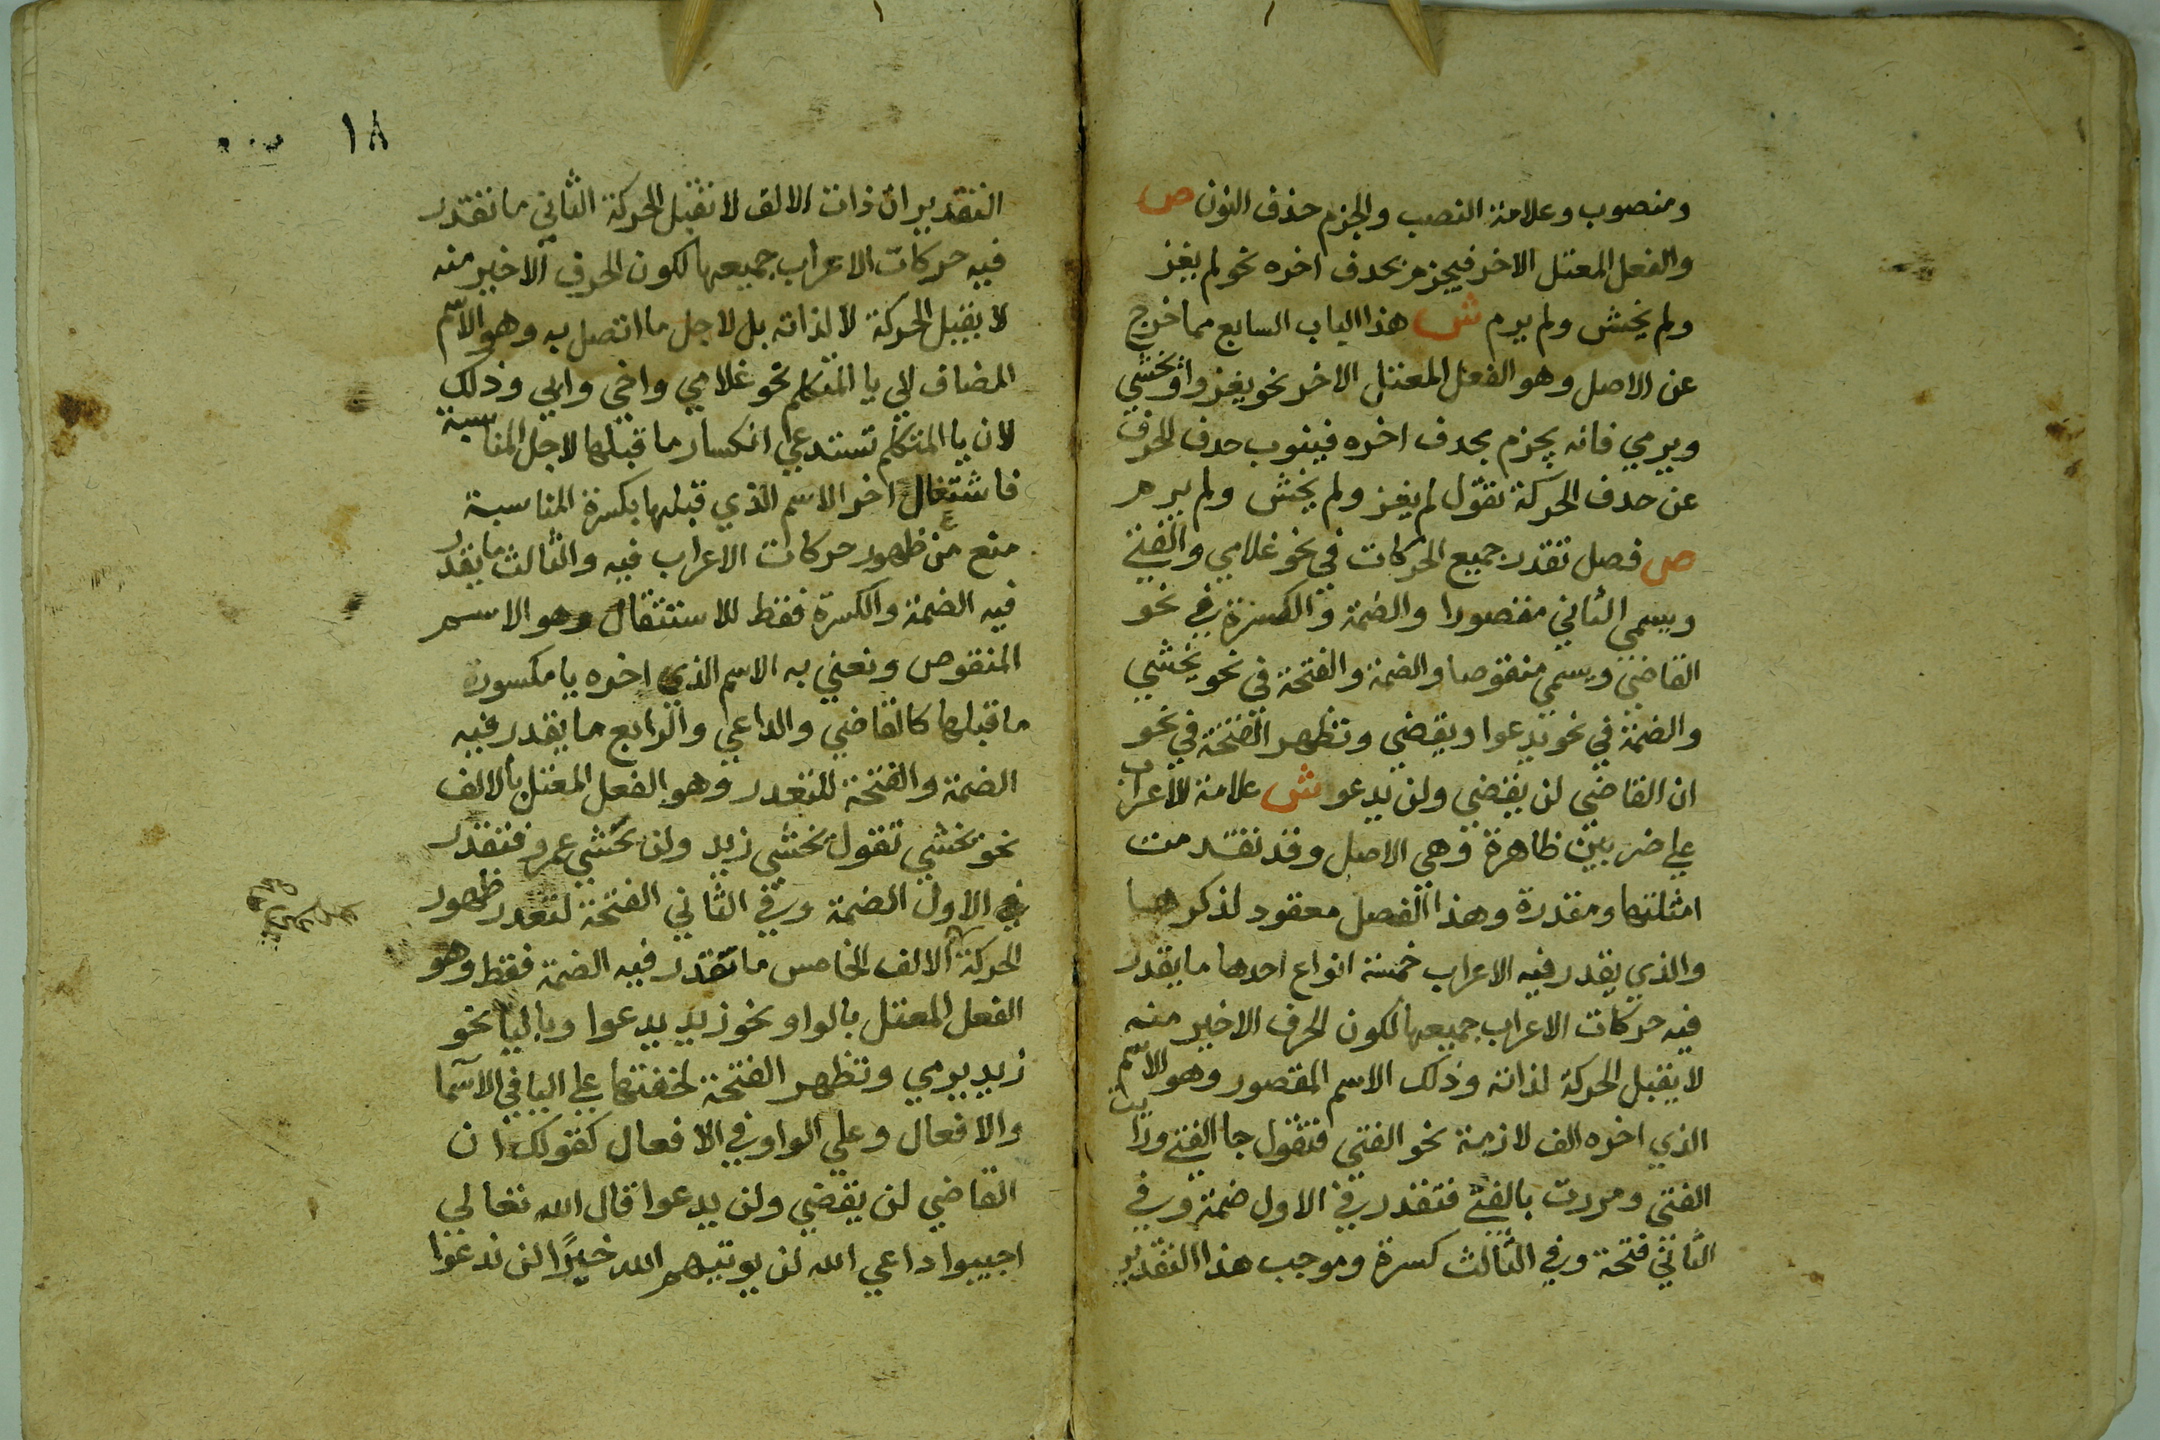 ومنصوب وعلامة النصب والجزم حذف النون ص
والفعل المعتل الاخر فيجزم بحدف اخره نحو لم يغز
ولم يخش ولم يرم ش هذا الباب السابع مما خرج
عن الاصل وهو الفعل المعتل الاخر نحو يغزوا ويخشي
ويرمي فانه يجزم بحدف اخره فينوب حدف الحرف
عن حدف الحركة تقول لم يغز ولم يخش ولم يرم
ص فصل تقدر جميع الحركات في نحو غلامي والفتي
ويسمي الثاني مقصورا والضمة والكسرة في نحو
القاضي ويسمي منقوصا والضمة والفتحة في نحو يخشي
والضمة في نحو يدعوا ويقضي وتظهر الفتحة في نحو
ان القاضي لن يقضي ولن يدعو ش علامة الاعراب
علي ضربين ظاهرة وهي الاصل وقد تقدمت
امثلتها ومقدرة وهذا الفصل معقود لذكرها
والذي يقدر فيه الاعراب خمسة انواع احدها ما يقدر
فيه حركات الاعراب جميعها لكون الحرف الاخير منه
لا يقبل الحركة لذاته وذلك الاسم المقصور وهو الاسم
الذي اخره الف لازمة نحو الفتي فتقول جا الفتي ورايت
الفتي ومررت بالفتي فتقدر في الاول ضمة وفي
الثاني فتحة وفي الثالث كسرة وموجب هذا التقدير
١٨
التقدير ان ذات الالف لا تقبل الحركة الثاني ما تقدر
فيه حركات الاعراب جميعها لكون الحرف الاخير منه
لا يقبل الحركة لا لذاته بل لاجل ما اتصل به وهو الاسم
المضاف لي يا المتكلم نحو غلامي واخي وابي وذلك
لان يا المتكلم تستدعي انكسار ما قبلها لاجل المناسبة
فاشتغال اخر الاسم الذي قبلها بكسرة المناسبة
منع من ظهور حركات الاعراب فيه والثالث ما يقدر
فيه الضمة والكسرة فقط للاستثقال وهو الاسم
المنقوص ونعني به الاسم الذي اخره يا مكسورة
ما قبلها كالقاضي والداعي والرابع ما يقدر فيه
الضمة والفتحة للتعدر وهو الفعل المعتل بالالف
نحو يخشي تقول يخشي زيد ولن يخشي عمرو فتقدر
في الاول الضمة وفي الثاني الفتحة لتعدر ظهور
الحركة الالف الخامس ما تقدر فيه الضمة فقط وهو
الفعل المعتل بالواو نحو زيد يدعوا وباليا نحو
زيد يرمي وتظهر الفتحة لخفتها علي اليا في الاسما
والافعال وعلي الواو في الافعال كقولك ان
القاضي لن يقضي ولن يدعوا قال الله تعالي
اجيبوا داعي الله لن يوتيهم الله خيرًا لن ندعوا